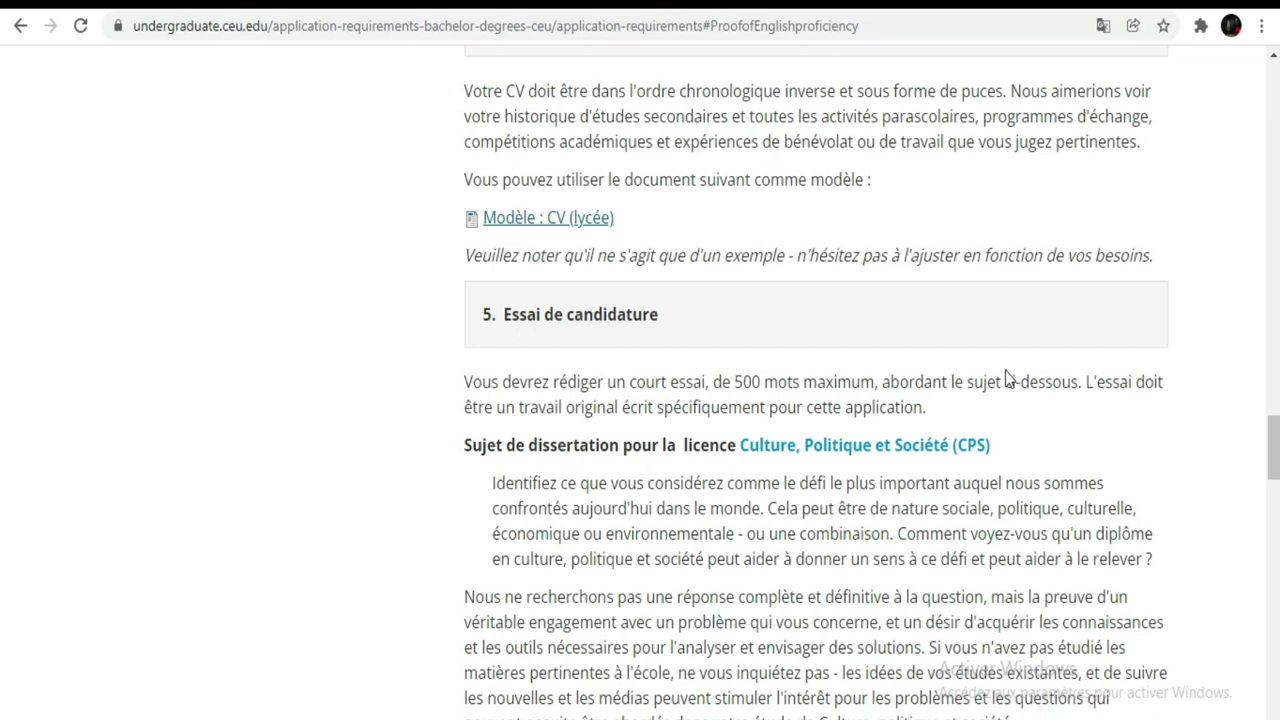 undergraduate.ceu.edu/application-requirements-bachelor-degrees-ceu/application-requirements#ProofofEnglishproficiency
Votre CV doit être dans l'ordre chronologique inverse et sous forme de puces. Nous aimerions voir
votre historique d'études secondaires et toutes les activités parascolaires, programmes d'échange,
compétitions académiques et expériences de bénévolat ou de travail que vous jugez pertinentes.
Vous pouvez utiliser le document suivant comme modèle :
Modèle : CV (lycée)
Veuillez noter qu'il ne s'agit que d'un exemple - n'hésitez pas à l'ajuster en fonction de vos besoins.
5. Essai de candidature
Vous devrez rédiger un court essai, de 500 mots maximum, abordant le sujet -dessous. L'essai doit
être un travail original écrit spécifiquement pour cette application.
Sujet de dissertation pour la licence Culture, Politique et Société (CPS)
Identifiez ce que vous considérez comme le défi le plus important auquel nous sommes
confrontés aujourd'hui dans le monde. Cela peut être de nature sociale, politique, culturelle,
économique ou environnementale - ou une combinaison. Comment voyez-vous qu'un diplôme
en culture, politique et société peut aider à donner un sens à ce défi et peut aider à le relever ?
Nous ne recherchons pas une réponse complète et définitive à la question, mais la preuve d'un
véritable engagement avec un problème qui vous concerne, et un désir d'acquérir les connaissances
et les outils nécessaires pour l'analyser et envisager des solutions. Si vous n'avez pas étudié les
matières pertinentes à l'école, ne vous inquiétez pas - les idées de vos études existantes, et de suivre
les nouvelles et les médias peuvent stimuler l'intérêt pour les problèmes et les questions qui
Activer Windows
Accédez aux paramètres pour activer Windows.